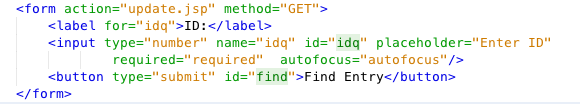 <form action="update.jsp" method="GET">
    <label for="idq">ID:</label>
    <input type="number" name="idq" id="idq" placeholder="Enter ID"
            required="required"  autofocus="autofocus"/>
    <button type="submit" id="find">Find Entry</button>
</form>